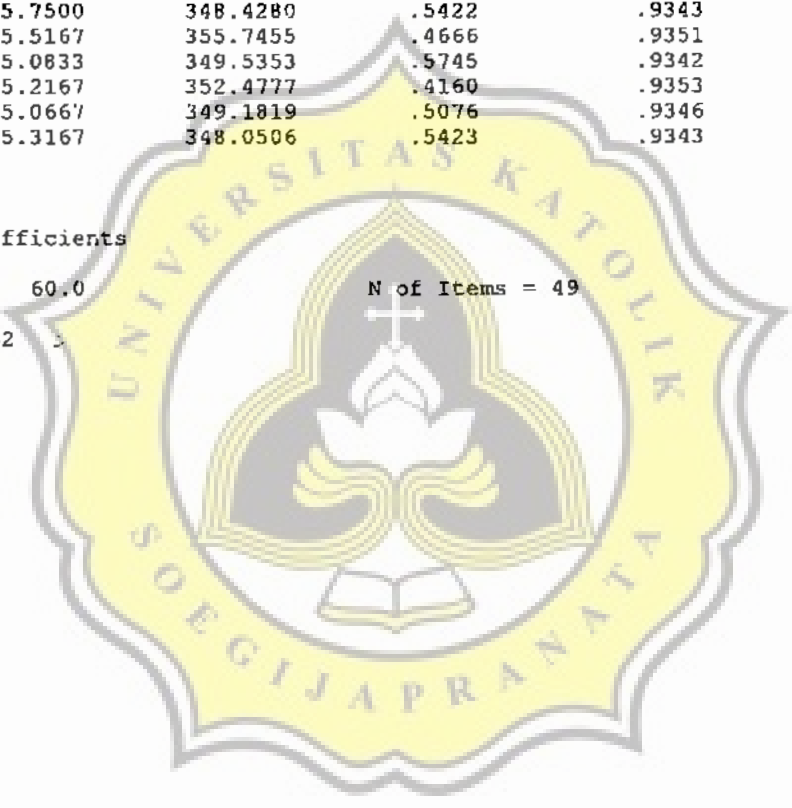 5.7500 348.4280 .5422 .9343
5.5167 355.7455 .4666 .9351
5.0833 349.5353 .5745 .9342
5.2167 352.4777 .4160 .9353
5.0667 349.1819 .5076 .9346
5.3167 348.0506 .5423 .9343
fficients
60.0 N of Items = 49
2
UNIVERSITAS KATOLIK
SOEGIJAPRANATA